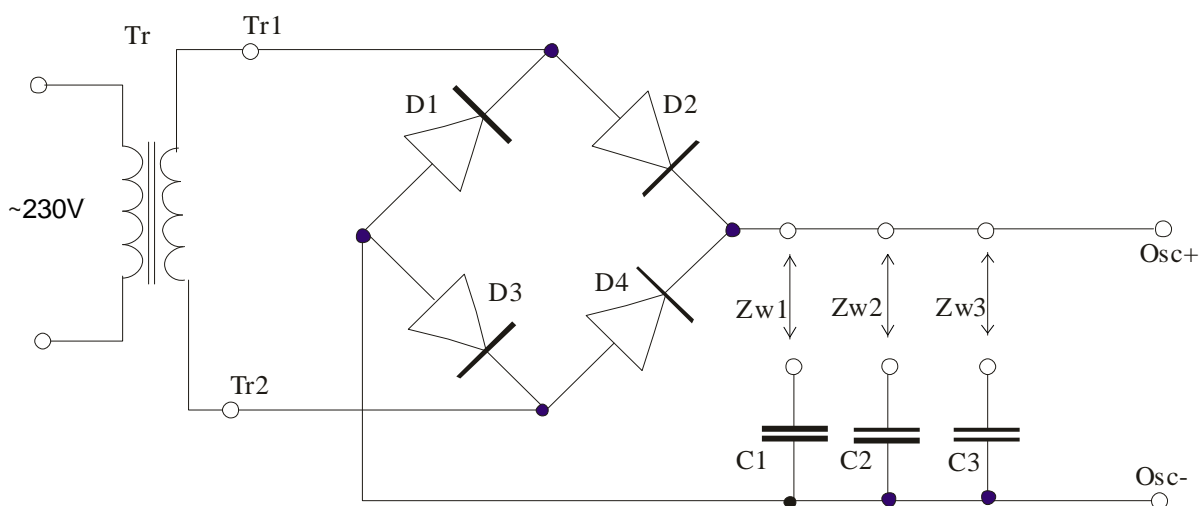 Tr
Tr1
D1
D2
~230V
Osc+
D3
D4
Zw1
Zw2
Zw3
Tr2
C1
C2
C3
Osc-